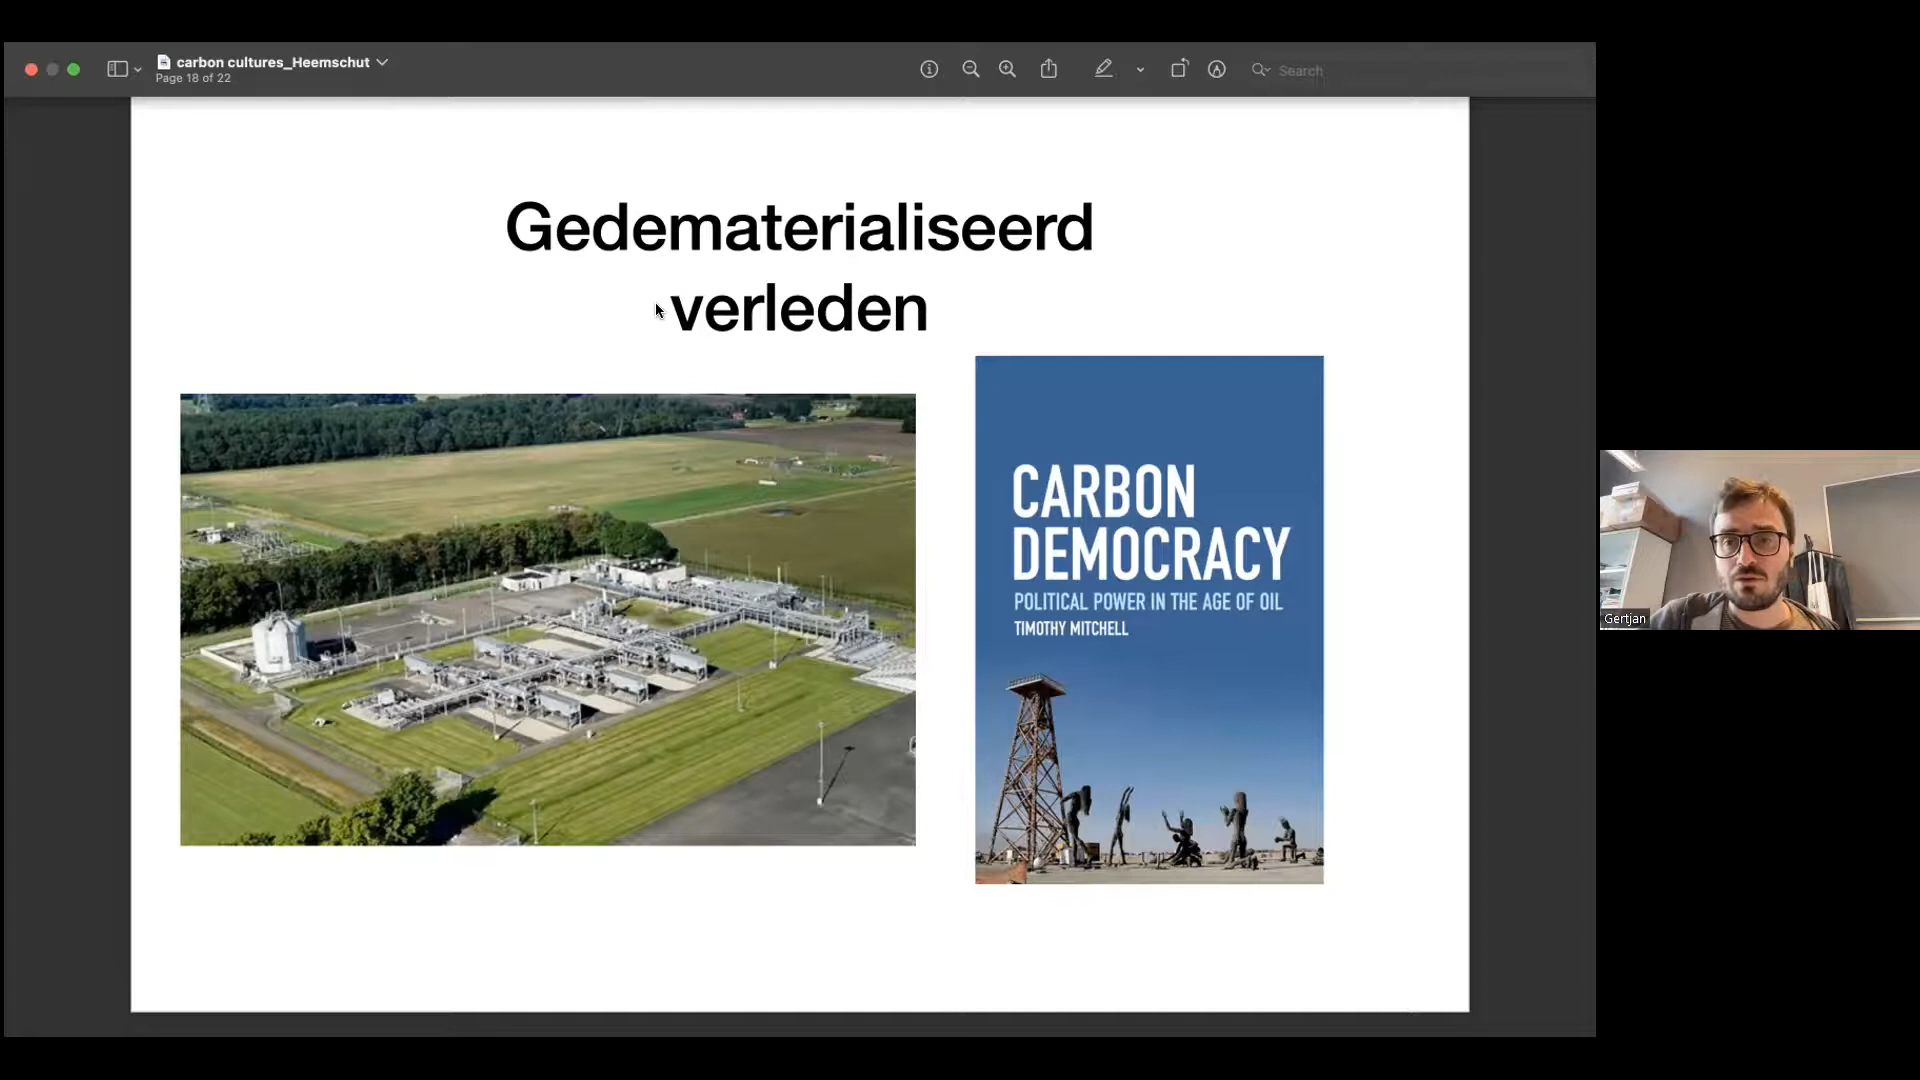 carbon cultures_Heemschut
Page 18 of 22
Search
Gedematerialiseerd
verleden
CARBON
DEMOCRACY
POLITICAL POWER IN THE AGE OF OIL
TIMOTHY MITCHELL
Gertjan